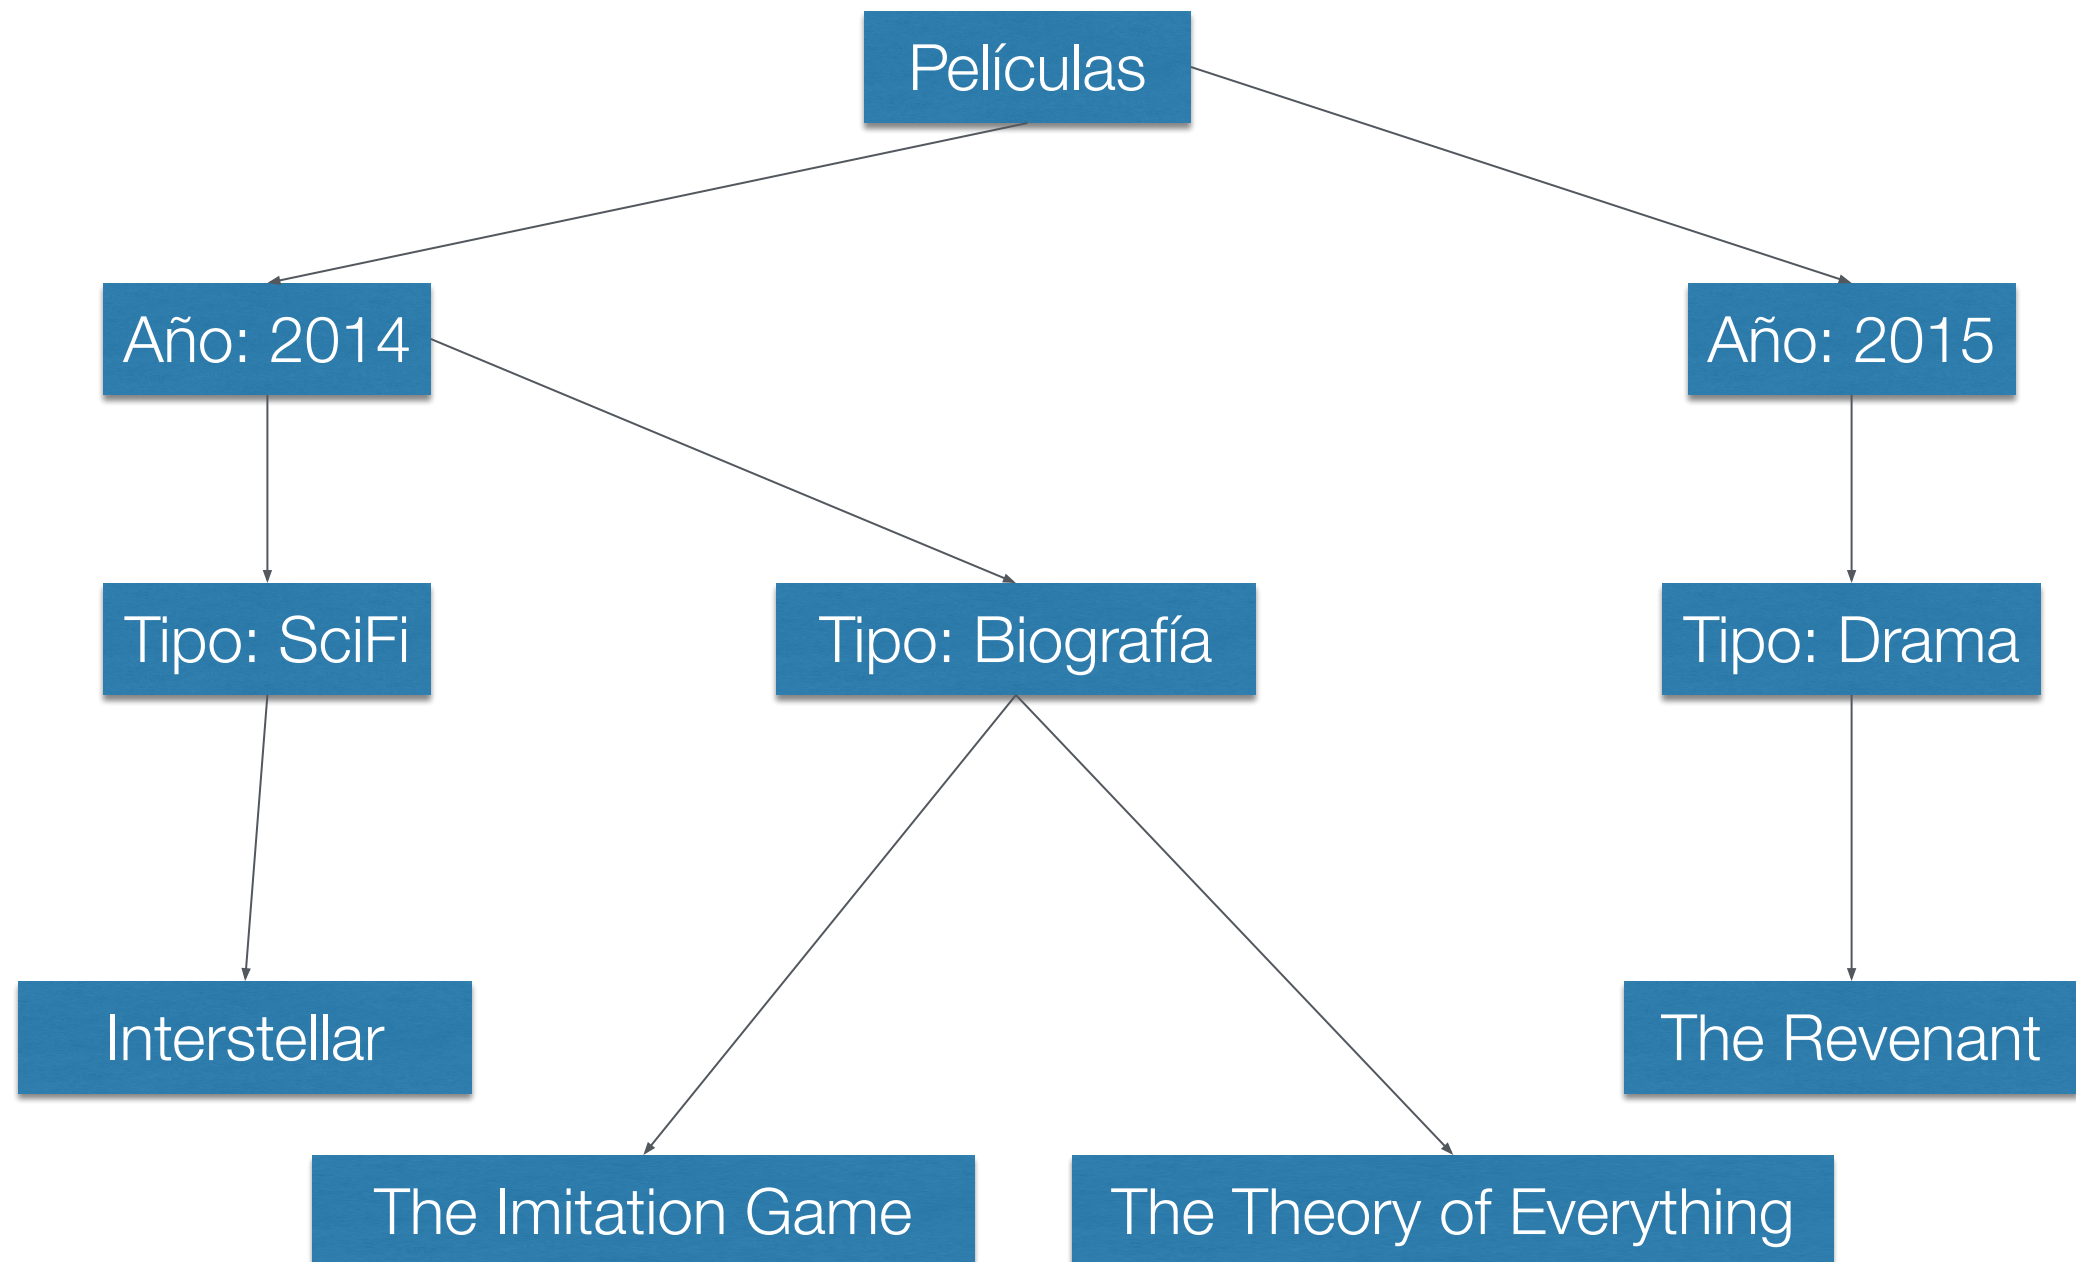 Películas
Año: 2014
Año: 2015
Tipo: SciFi
Tipo: Biografía
Tipo: Drama
Interstellar
The Revenant
The Imitation Game
The Theory of Everything